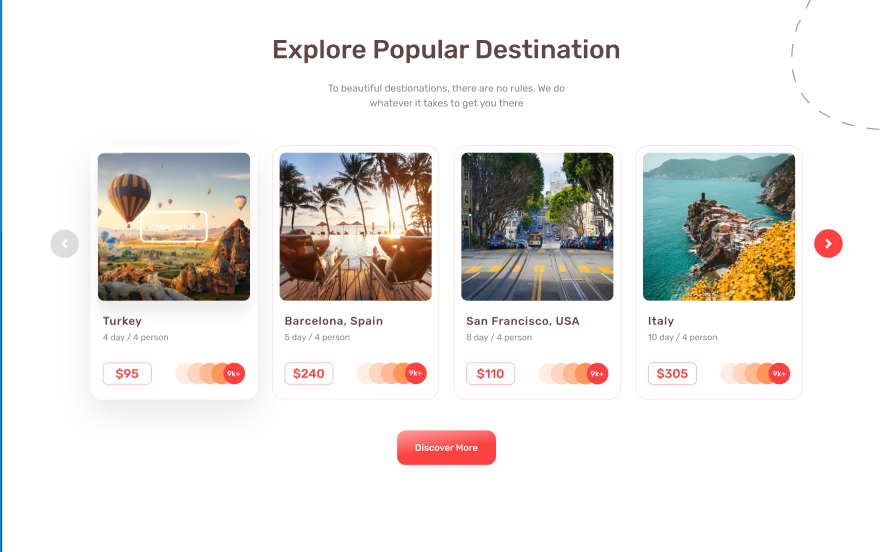 Explore Popular Destination
To beautiful destionations, there are no rules. We do
whatever it takes to get you there
Turkey
4 day / 4 person
$95
9k+
Barcelona, Spain
5 day / 4 person
$240
9k+
San Francisco, USA
8 day / 4 person
$110
9k+
Italy
10 day / 4 person
$305
9k+
Discover More